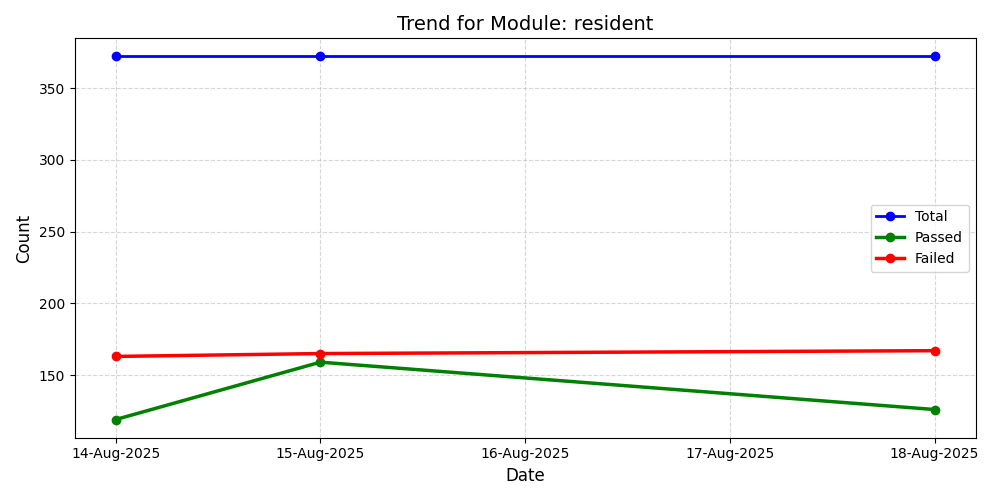 Trend for Module: resident
350
300
250
200
150
Count
Total
Passed
Failed
14-Aug-2025
15-Aug-2025
16-Aug-2025
17-Aug-2025
18-Aug-2025
Date